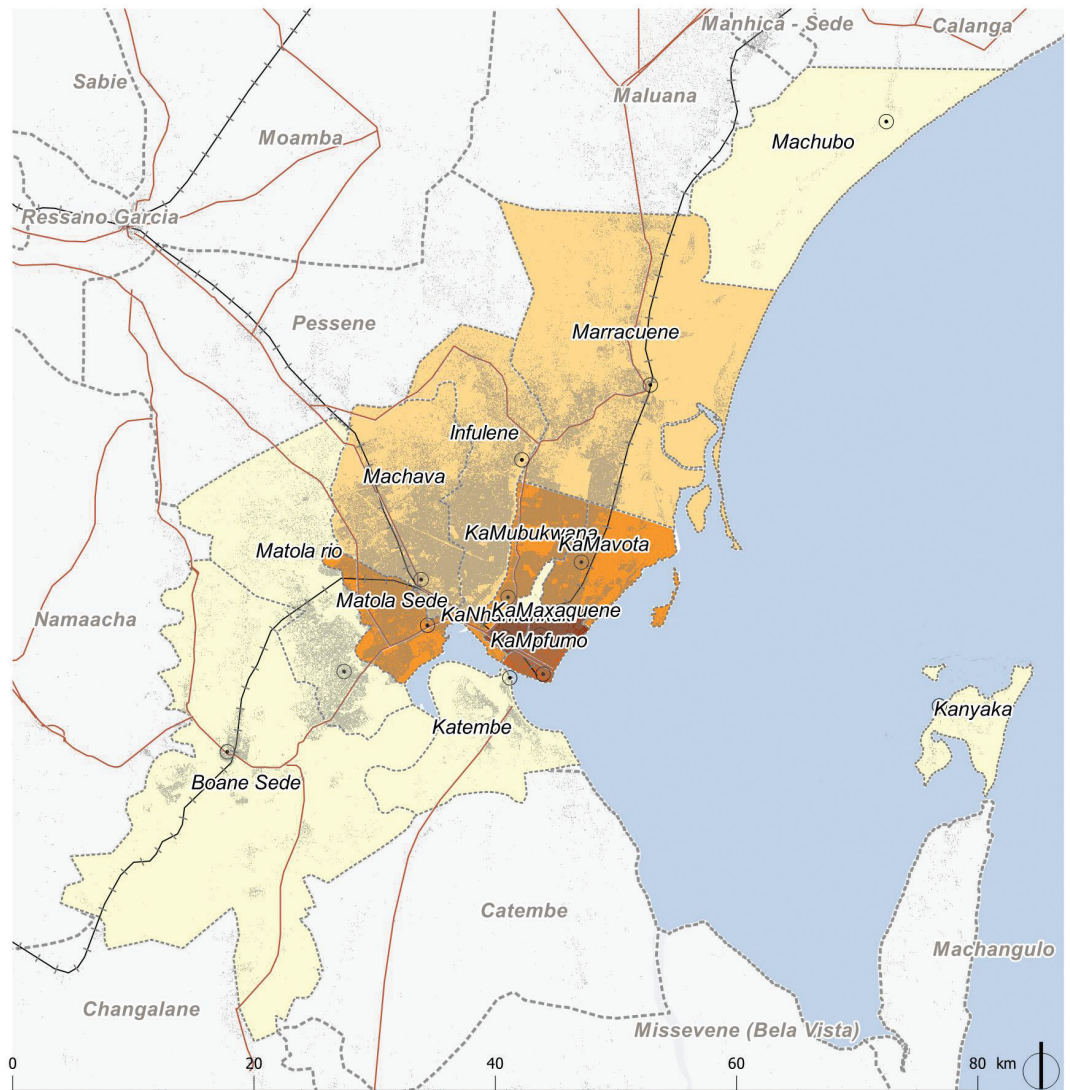 Manhica - Sede
Calanga
Sabie
Maluana
Moamba
Machubo
Ressano Garcia
Pessene
Marracuene
Infulene
Machava
KaMubukwana
KaMavota
Matola rio
Matola Sede
KaMaxaquene
Namaacha
KaMpfumo
Kanyaka
Katembe
Boane Sede
Catembe
Machangulo
Changalane
Missevene (Bela Vista)
0 20 40 60 80 km